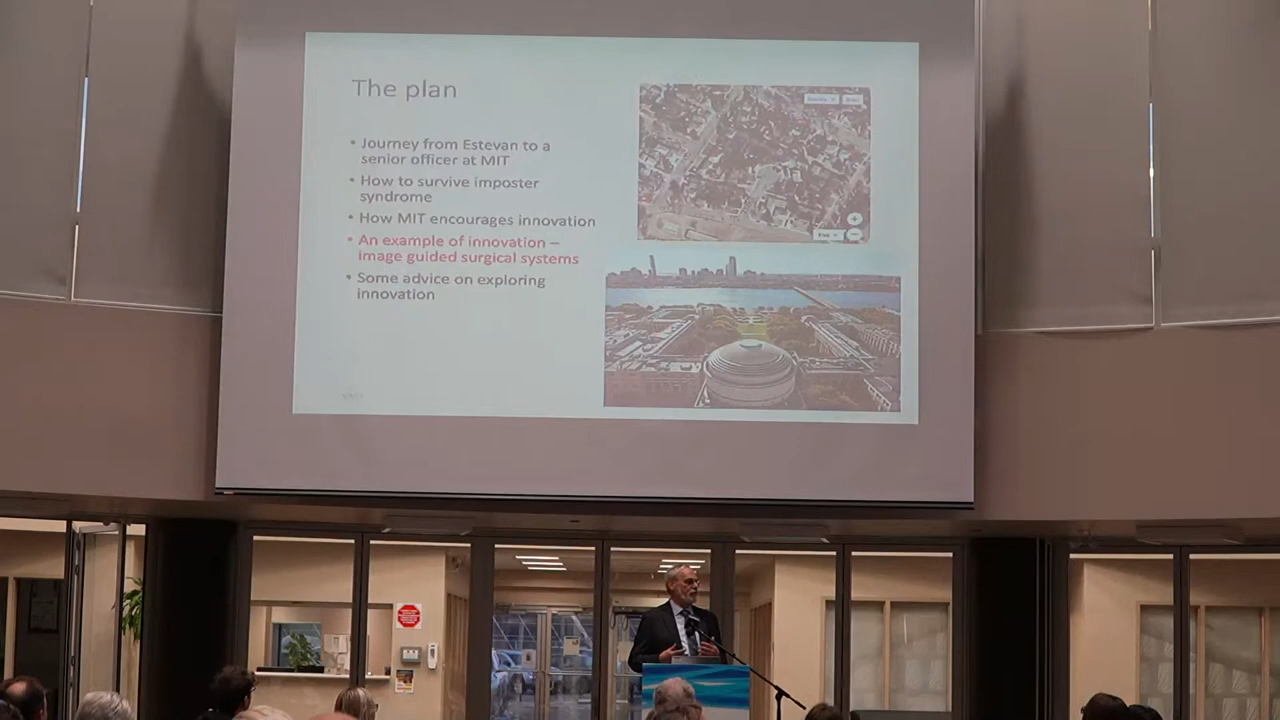 The plan
• Journey from Estevan to a
senior officer at MIT
• How to survive imposter
syndrome
• How MIT encourages innovation
• An example of innovation –
image guided surgical systems
• Some advice on exploring
innovation